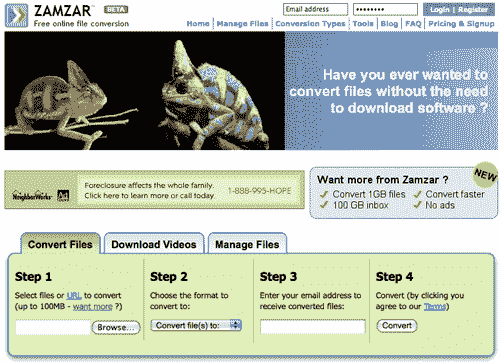 ZAMZAR BETA
Free online file conversion
Email address
Login | Register
Home | Manage Files | Conversion Types | Tools | Blog | FAQ | Pricing & Signup
Have you ever wanted to
convert files without the need
to download software ?
NeighborWorks
Ad
Foreclosure affects the whole family.
Click here to learn more or call today.
1-888-995-HOPE
Want more from Zamzar ?
NEW
✓ Convert 1GB files ✓ Convert faster
✓ 100 GB inbox ✓ No ads
Convert Files Download Videos Manage Files
Step 1
Select files or URL to convert
(up to 100MB - want more ?)
Browse...
Step 2
Choose the format to
convert to:
Convert file(s) to:
Step 3
Enter your email address to
receive converted files:
Step 4
Convert (by clicking you
agree to our Terms)
Convert